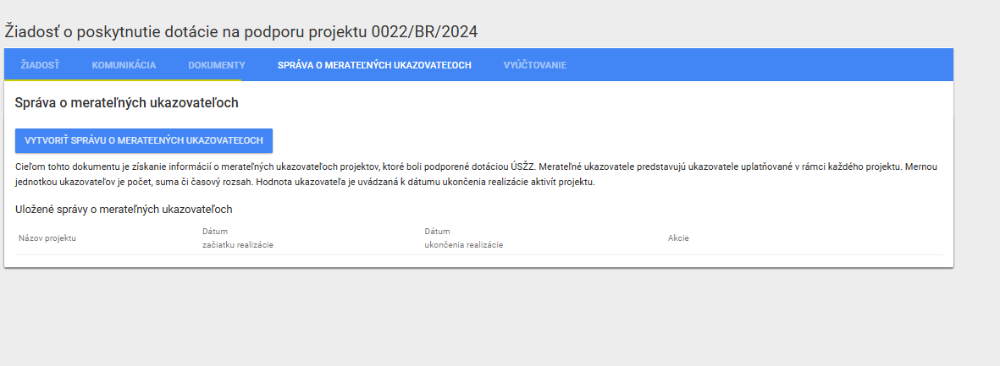 Žiadosť o poskytnutie dotácie na podporu projektu 0022/BR/2024
ŽIADOSŤ KOMUNIKÁCIA DOKUMENTY SPRÁVA O MERATEĽNÝCH UKAZOVATEĽOCH VYÚČTOVANIE
Správa o merateľných ukazovateľoch
VYTVORIŤ SPRÁVU O MERATEĽNÝCH UKAZOVATEĽOCH
Cieľom tohto dokumentu je získanie informácií o merateľných ukazovateľoch projektov, ktoré boli podporené dotáciou ÚSŽZ. Merateľné ukazovatele predstavujú ukazovatele uplatňované v rámci každého projektu. Mernou
jednotkou ukazovateľov je počet, suma či časový rozsah. Hodnota ukazovateľa je uvádzaná k dátumu ukončenia realizácie aktivít projektu.
Uložené správy o merateľných ukazovateľoch
Názov projektu
Dátum
začiatku realizácie
Dátum
ukončenia realizácie
Akcie